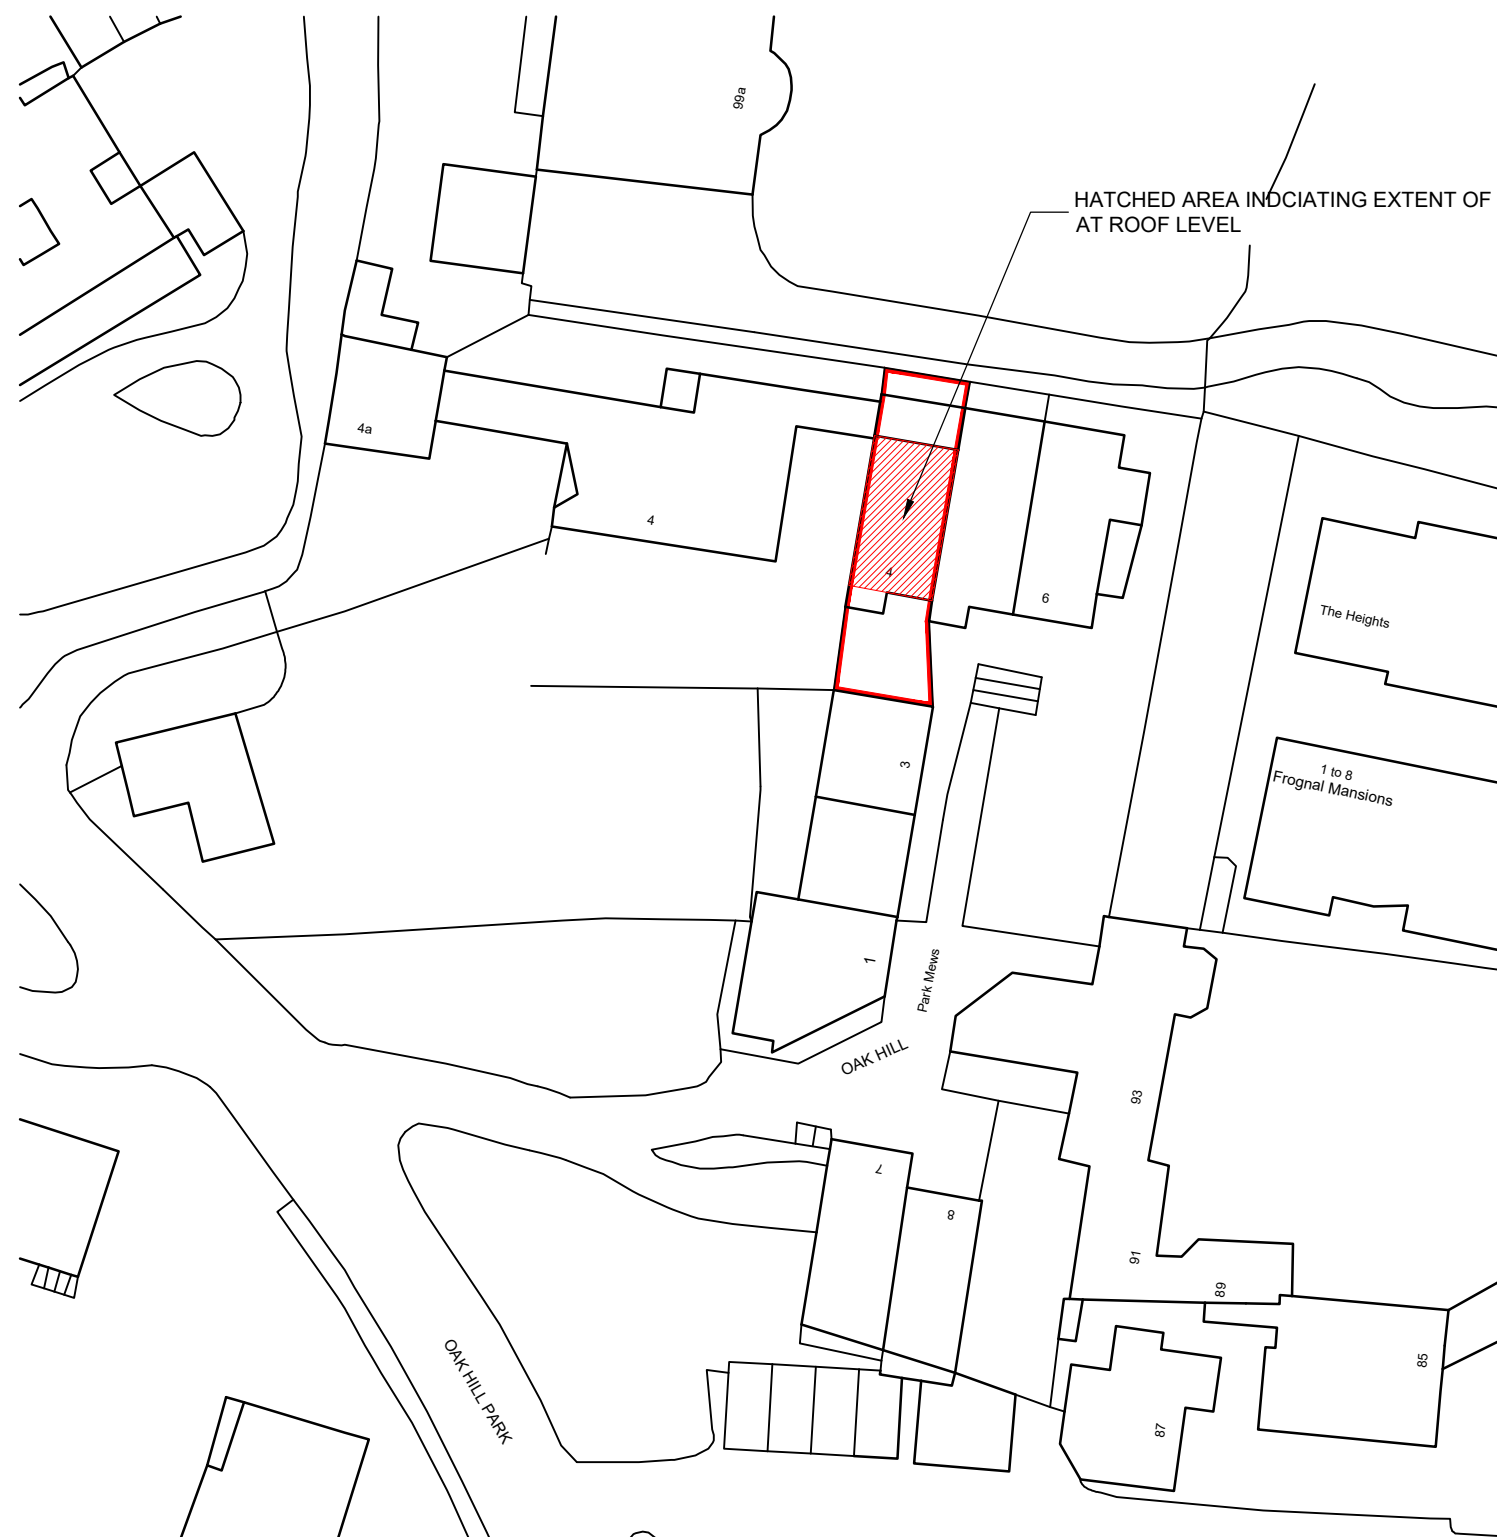 99a
HATCHED AREA INDCIATING EXTENT OF
AT ROOF LEVEL
4a
4
4
6
The Heights
3
1 to 8
Frognal Mansions
1
Park Mews
OAK HILL
93
7
8
91
89
OAK HILL PARK
85
87